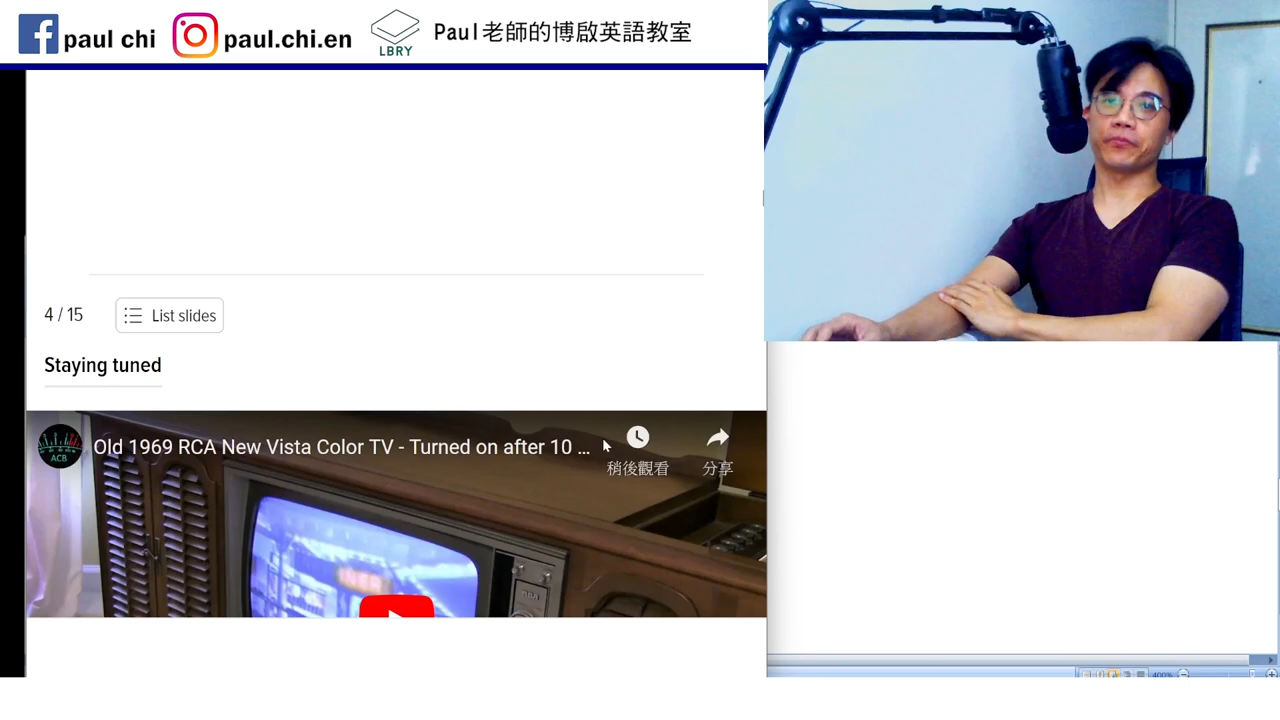 paul chi
paul.chi.en
LBRY
Paul老師的博啟英語教室
4 / 15
List slides
Staying tuned
ACB
Old 1969 RCA New Vista Color TV - Turned on after 10 ...
稍後觀看
分享
RCA
400%